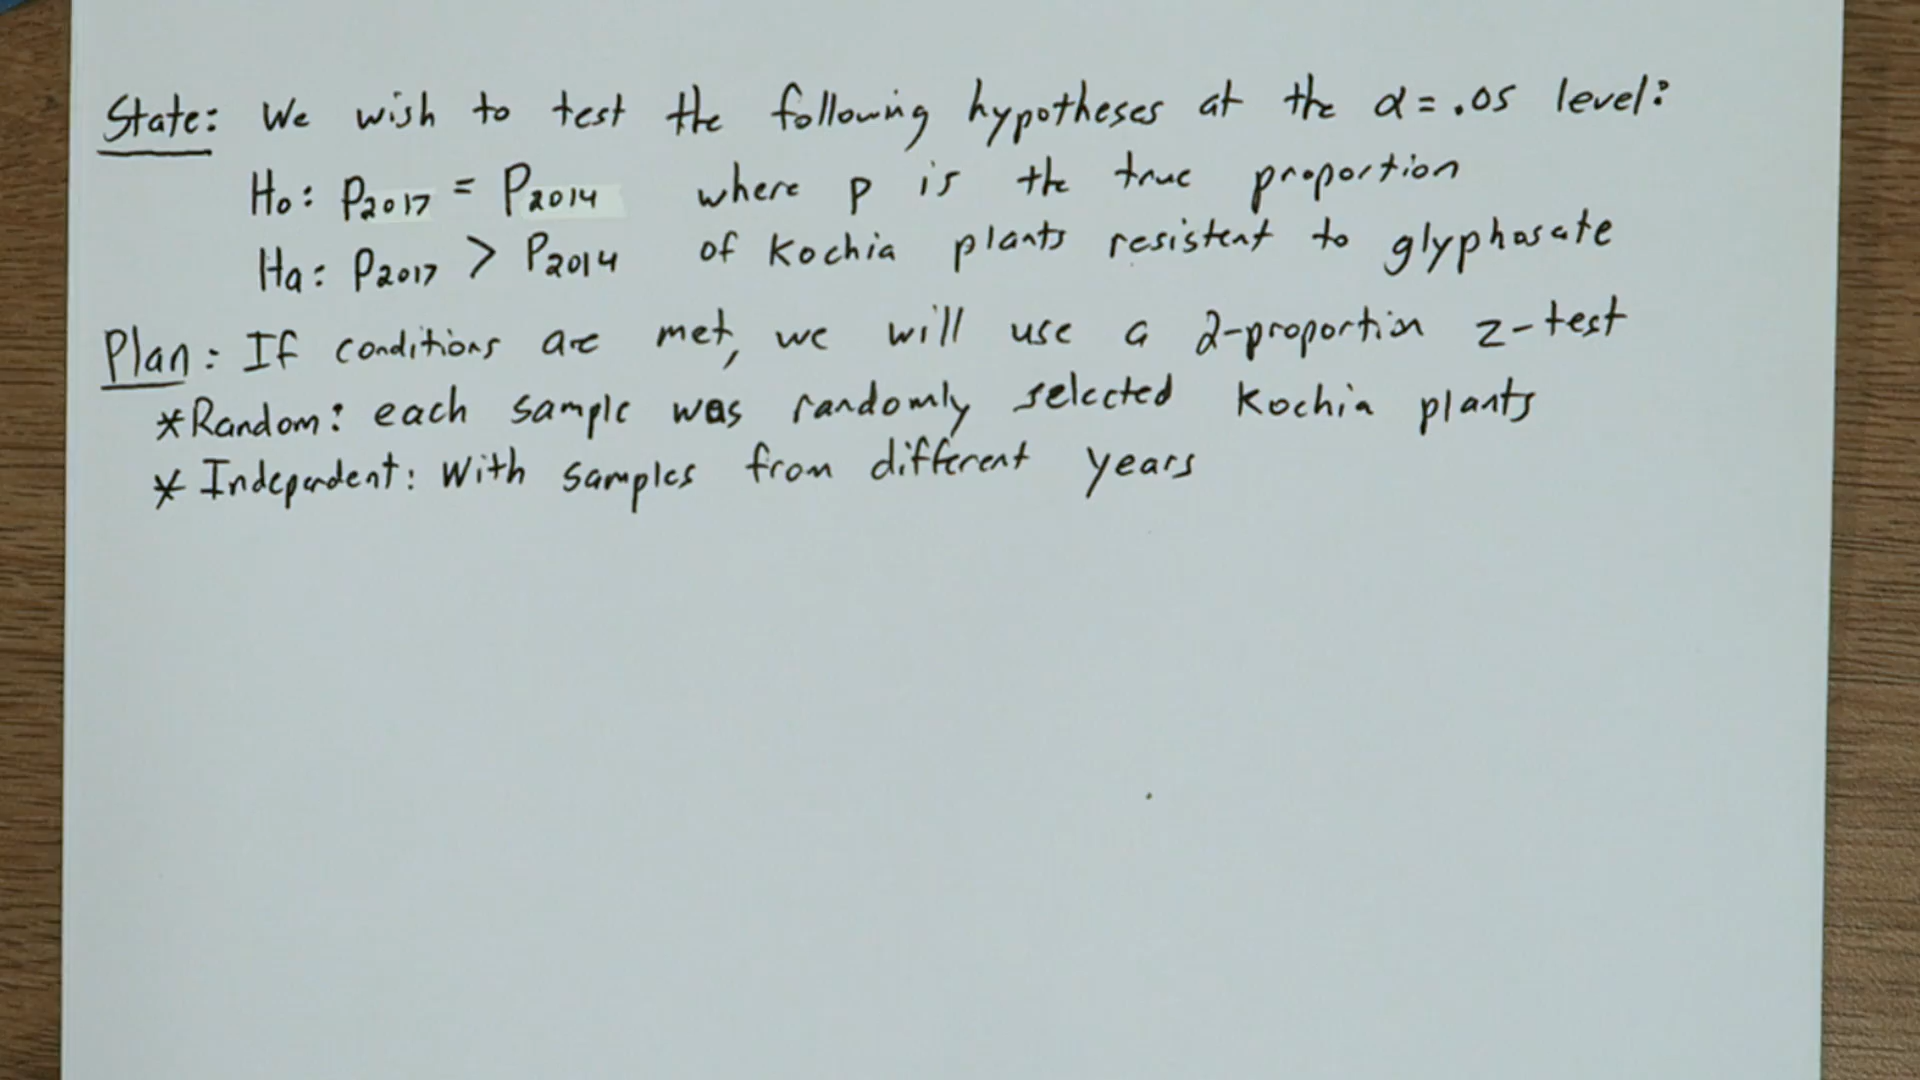 State: We wish to test the following hypotheses at the α = .05 level:
Ho: P2017 = P2014 where p is the true proportion
Ha: P2017 > P2014 of Kochia plants resistent to glyphosate
Plan: If conditions are met, we will use a 2-proportion z-test
*Random: each sample was randomly selected Kochia plants
* Independent: With samples from different years